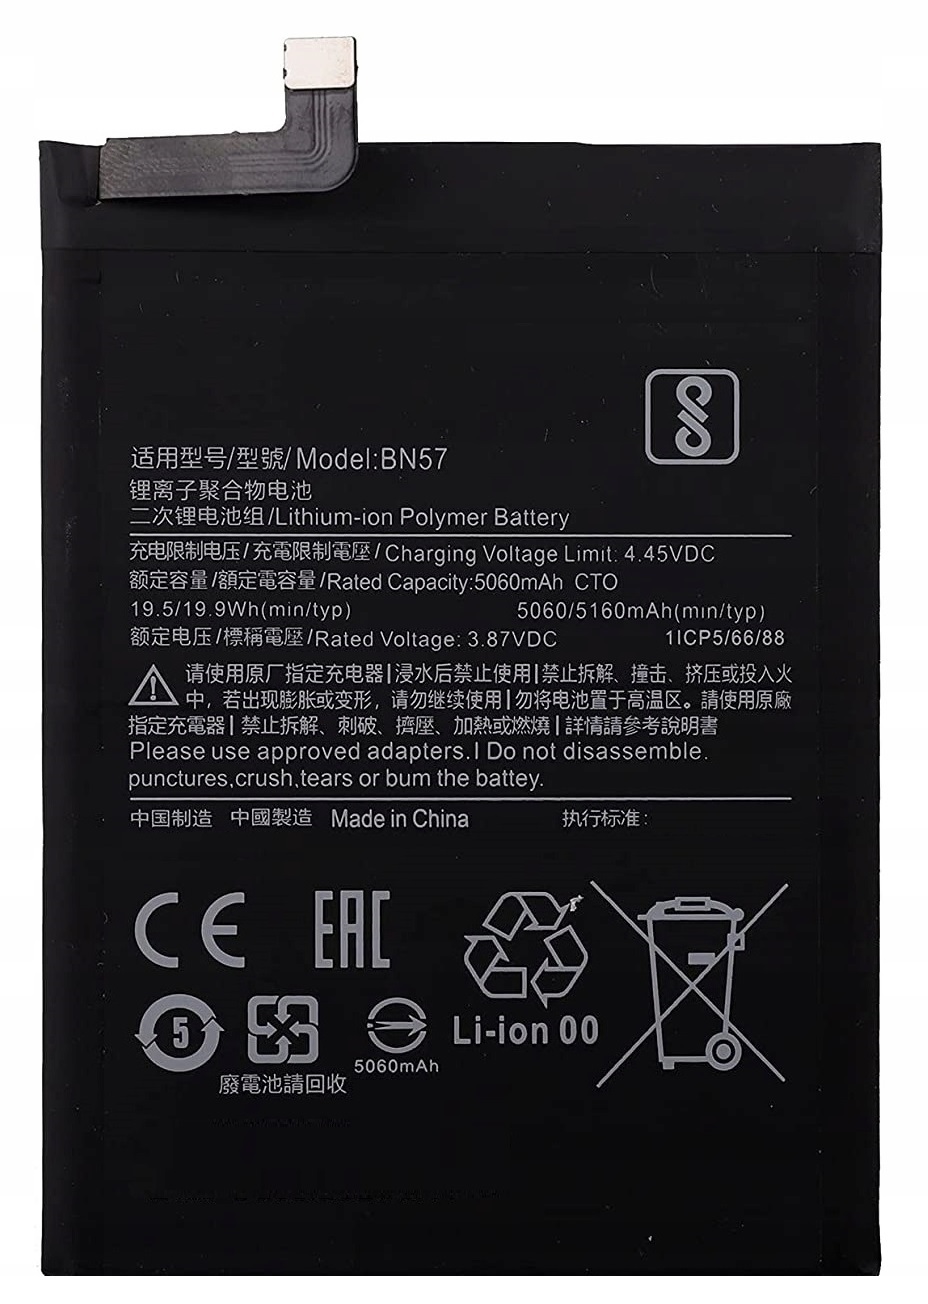 适用型号/型號/Model:BN57
锂离子聚合物电池
二次锂电池组/Lithium-ion Polymer Battery
充电限制电压/充電限制電壓/Charging Voltage Limit: 4.45VDC
额定容量/額定電容量/Rated Capacity:5060mAh CTO
19.5/19.9Wh(min/typ) 5060/5160mAh(min/typ)
额定电压/標稱電壓/Rated Voltage: 3.87VDC 1ICP5/66/88
请使用原厂指定充电器|浸水后禁止使用|禁止拆解、撞击、挤压或投入火
中，若出现膨胀或变形，请勿继续使用|勿将电池置于高温区。請使用原廠
指定充電器|禁止拆解、刺破、擠壓、加熱或燃燒|詳情請參考說明書
Please use approved adapters.I Do not disassemble.
punctures,crush,tears or bum the battey.
中国制造 中國製造 Made in China 执行标准:
CE EAC
5
Li-ion 00
5060mAh
廢電池請回收